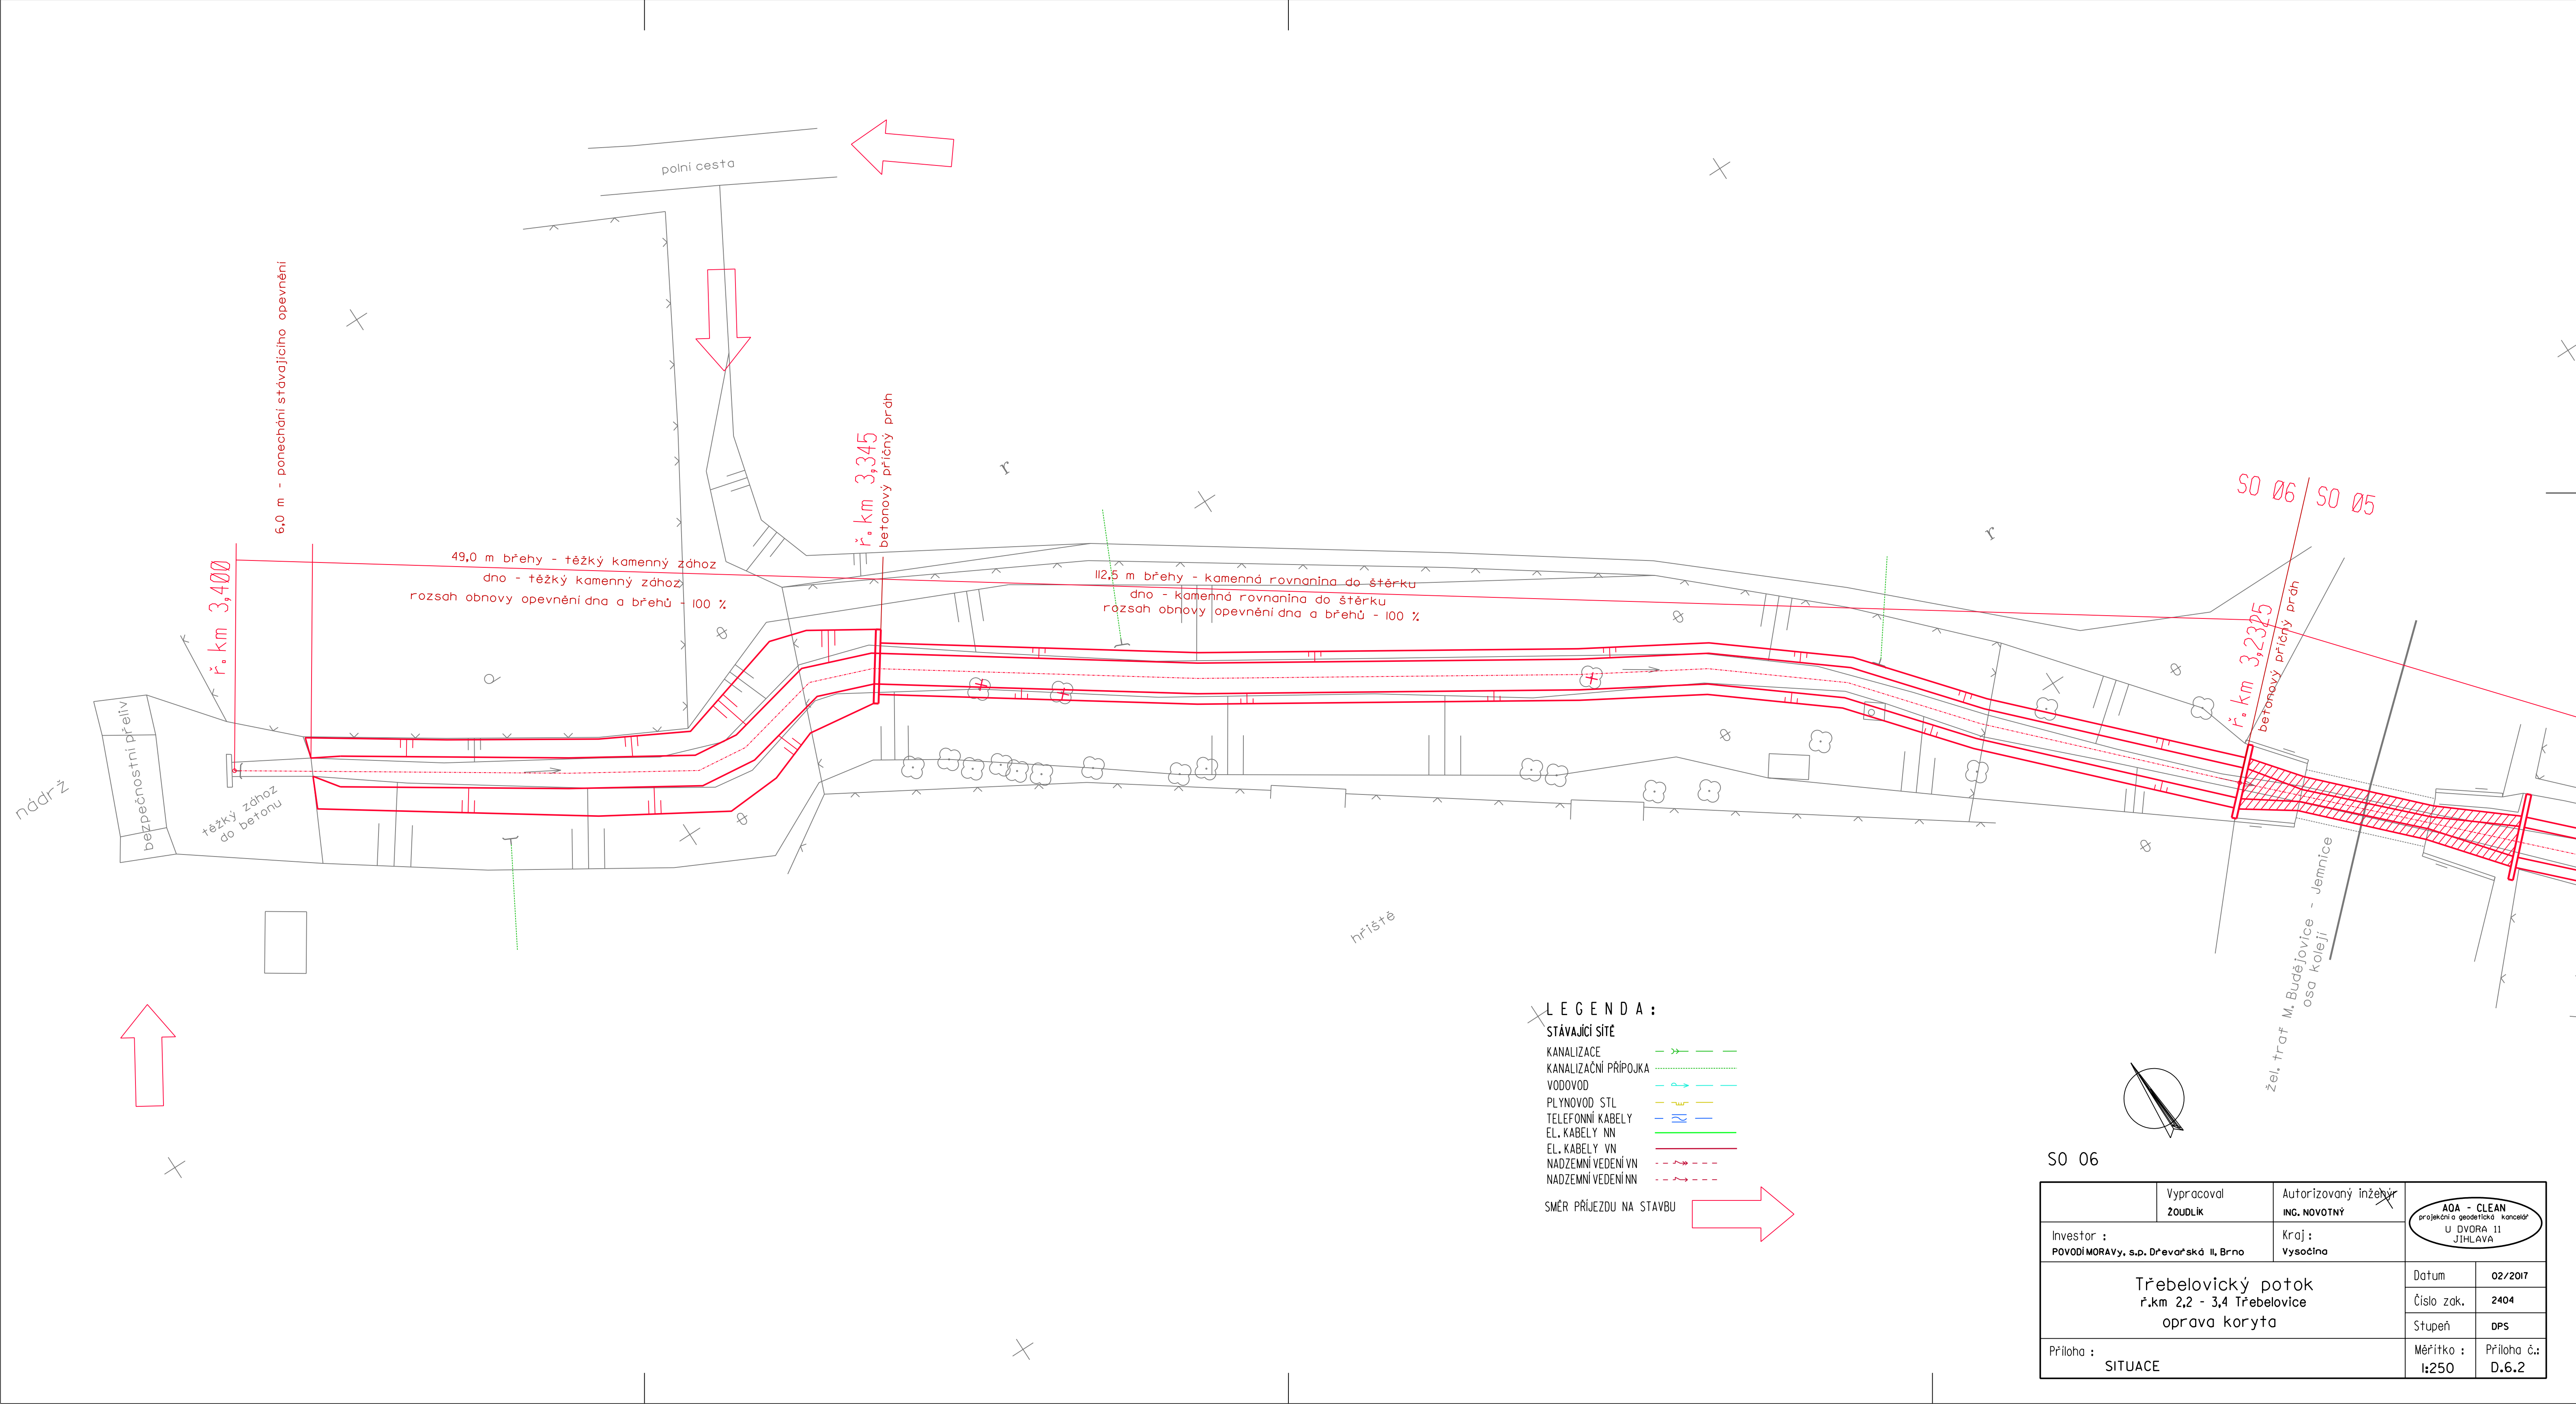 polní cesta
6,0 m - ponechání stávajícího opevnění
ř. km 3,400
49,0 m břehy - těžký kamenný zához
dno - těžký kamenný zához
rozsah obnovy opevnění dna a břehů - 100 %
ř. km 3,345
betonový příčný práh
112,5 m břehy - kamenná rovnanina do štěrku
dno - kamenná rovnanina do štěrku
rozsah obnovy opevnění dna a břehů - 100 %
r
r
SO 06
SO 05
ř. km 3,2325
betonový příčný práh
nádrž
bezpečnostní přeliv
těžký zához
do betonu
hřiště
žel. trať M. Budějovice - Jemnice
osa kolejí
LEGENDA:
STÁVAJÍCÍ SÍTĚ
KANALIZACE
KANALIZAČNÍ PŘÍPOJKA
VODOVOD
PLYNOVOD STL
TELEFONNÍ KABELY
EL. KABELY NN
EL. KABELY VN
NADZEMNÍ VEDENÍ VN
NADZEMNÍ VEDENÍ NN
SMĚR PŘÍJEZDU NA STAVBU
SO 06
Vypracoval
ŽOUDLÍK
Autorizovaný inženýr
ING. NOVOTNÝ
AQA - CLEAN
projekční a geodetická kancelář
U DVORA 11
JIHLAVA
Investor :
POVODÍ MORAVy, s.p. Dřevařská 11, Brno
Kraj :
Vysočina
Třebelovický potok
ř.km 2,2 - 3,4 Třebelovice
oprava koryta
Datum
02/2017
Číslo zak.
2404
Stupeň
DPS
Příloha :
SITUACE
Měřítko :
1:250
Příloha č.:
D.6.2